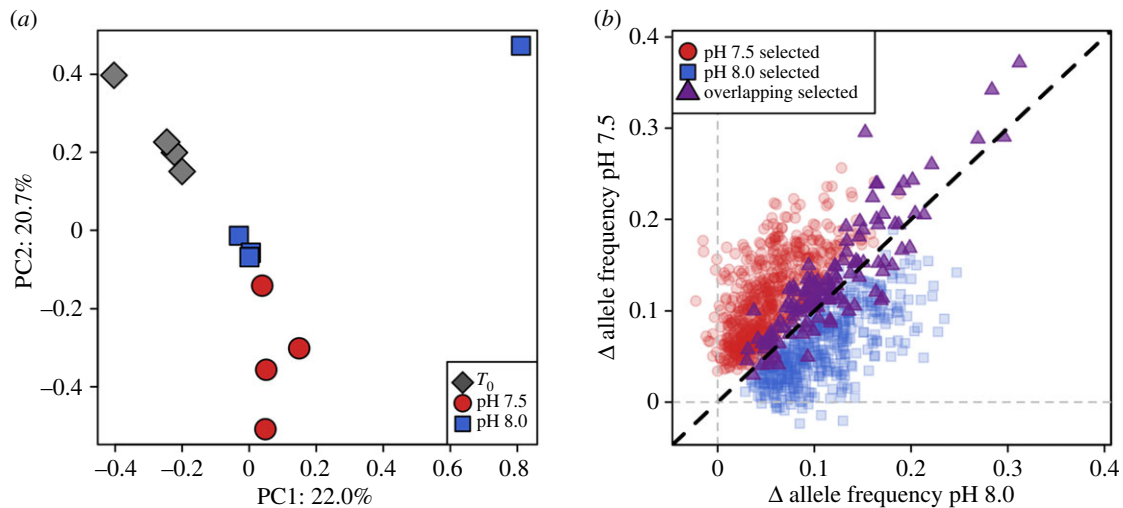 (a)
0.4
0.2
0
−0.2
−0.4
PC2: 20.7%
T0
pH 7.5
pH 8.0
−0.4 −0.2 0 0.2 0.4 0.6 0.8
PC1: 22.0%
(b)
pH 7.5 selected
pH 8.0 selected
overlapping selected
0.4
0.3
0.2
0.1
0
Δ allele frequency pH 7.5
0 0.1 0.2 0.3 0.4
Δ allele frequency pH 8.0